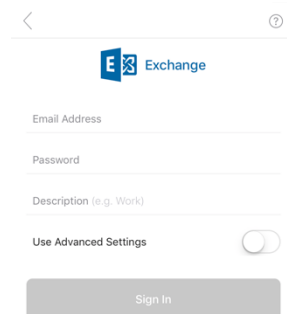 Exchange
Email Address
Password
Description (e.g. Work)
Use Advanced Settings
Sign In